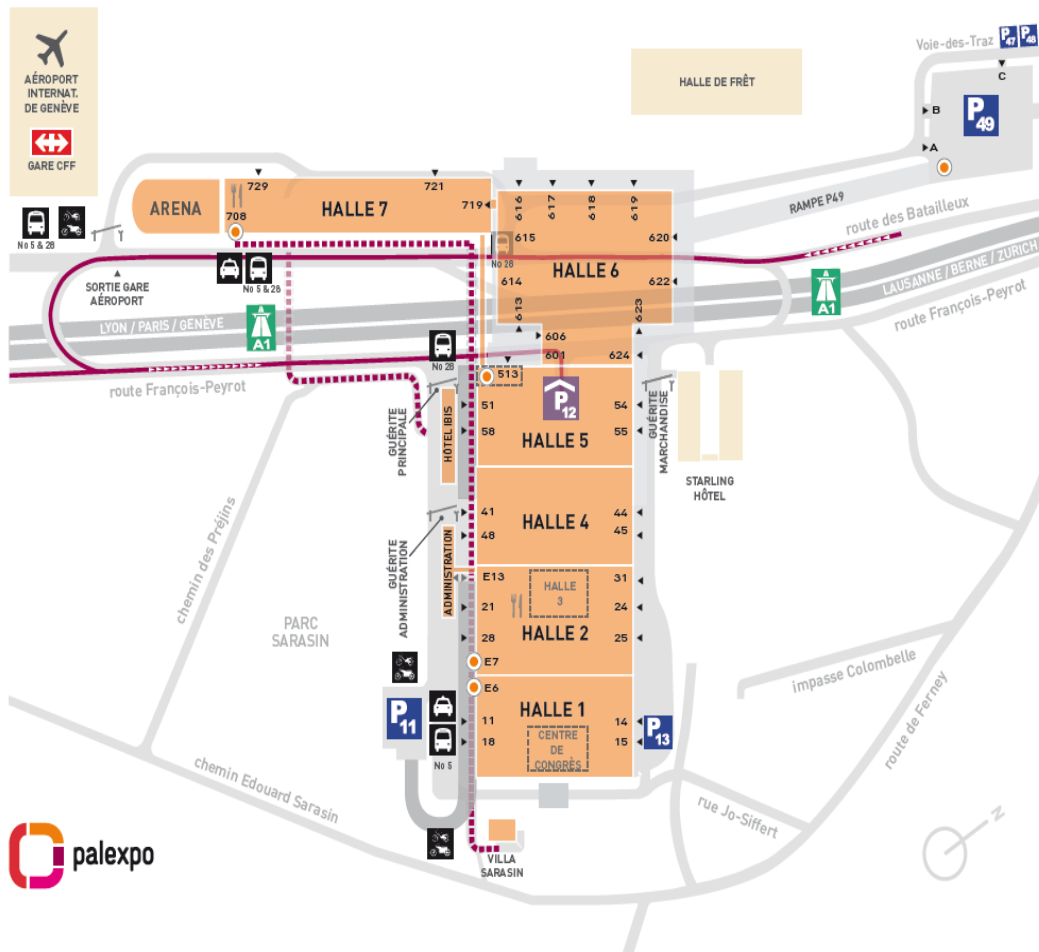 AÉROPORT
INTERNAT.
DE GENÈVE
GARE CFF
No 5 & 28
SORTIE GARE
AÉROPORT
ARENA
HALLE 7
729
721
719
708
No 5 & 28
HALLE DE FRÊT
Voie-des-Traz
P47
P48
C
B
A
P49
RAMPE P49
route des Batailleux
LAUSANNE / BERNE / ZURICH
route François-Peyrot
A1
616
617
618
619
615
620
No 28
HALLE 6
614
622
613
623
606
601
624
LYON / PARIS / GENÈVE
A1
route François-Peyrot
No 28
513
P12
GUÉRITE
PRINCIPALE
HÔTEL IBIS
51
54
58
55
HALLE 5
GUÉRITE
MARCHANDISE
STARLING
HÔTEL
41
44
48
45
HALLE 4
GUÉRITE
ADMINISTRATION
ADMINISTRATION
chemin des Préjins
PARC
SARASIN
E13
31
HALLE
3
21
24
28
25
HALLE 2
E7
E6
HALLE 1
11
14
18
15
CENTRE
DE
CONGRÈS
P11
No 5
P13
impasse Colombelle
route de Ferney
rue Jo-Siffert
chemin Edouard Sarasin
VILLA
SARASIN
N
palexpo